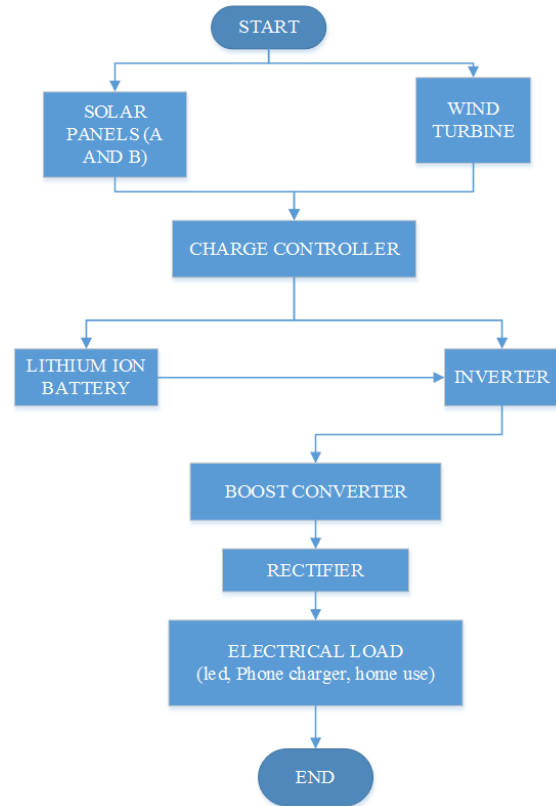 START
SOLAR
PANELS (A
AND B)
WIND
TURBINE
CHARGE CONTROLLER
LITHIUM ION
BATTERY
INVERTER
BOOST CONVERTER
RECTIFIER
ELECTRICAL LOAD
(led, Phone charger, home use)
END